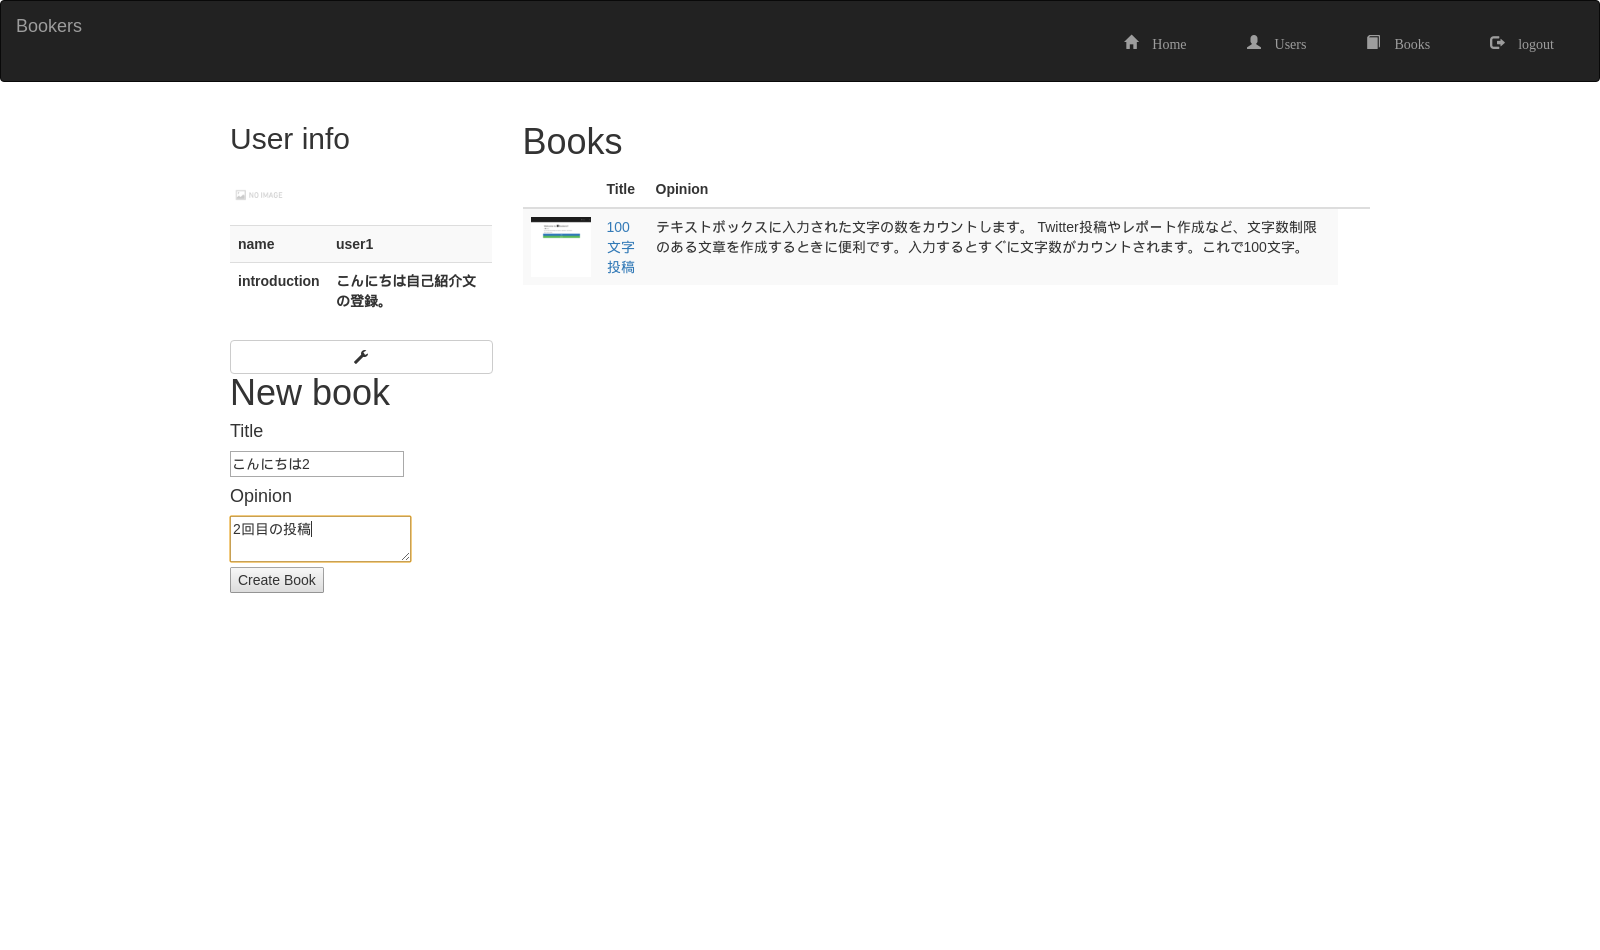 Bookers
Home
Users
Books
logout
User info
NO IMAGE
name user1
introduction こんにちは自己紹介文
の登録。
New book
Title
こんにちは2
Opinion
2回目の投稿
Create Book
Books
Title Opinion
100
文字
投稿
テキストボックスに入力された文字の数をカウントします。 Twitter投稿やレポート作成など、文字数制限
のある文章を作成するときに便利です。入力するとすぐに文字数がカウントされます。これで100文字。